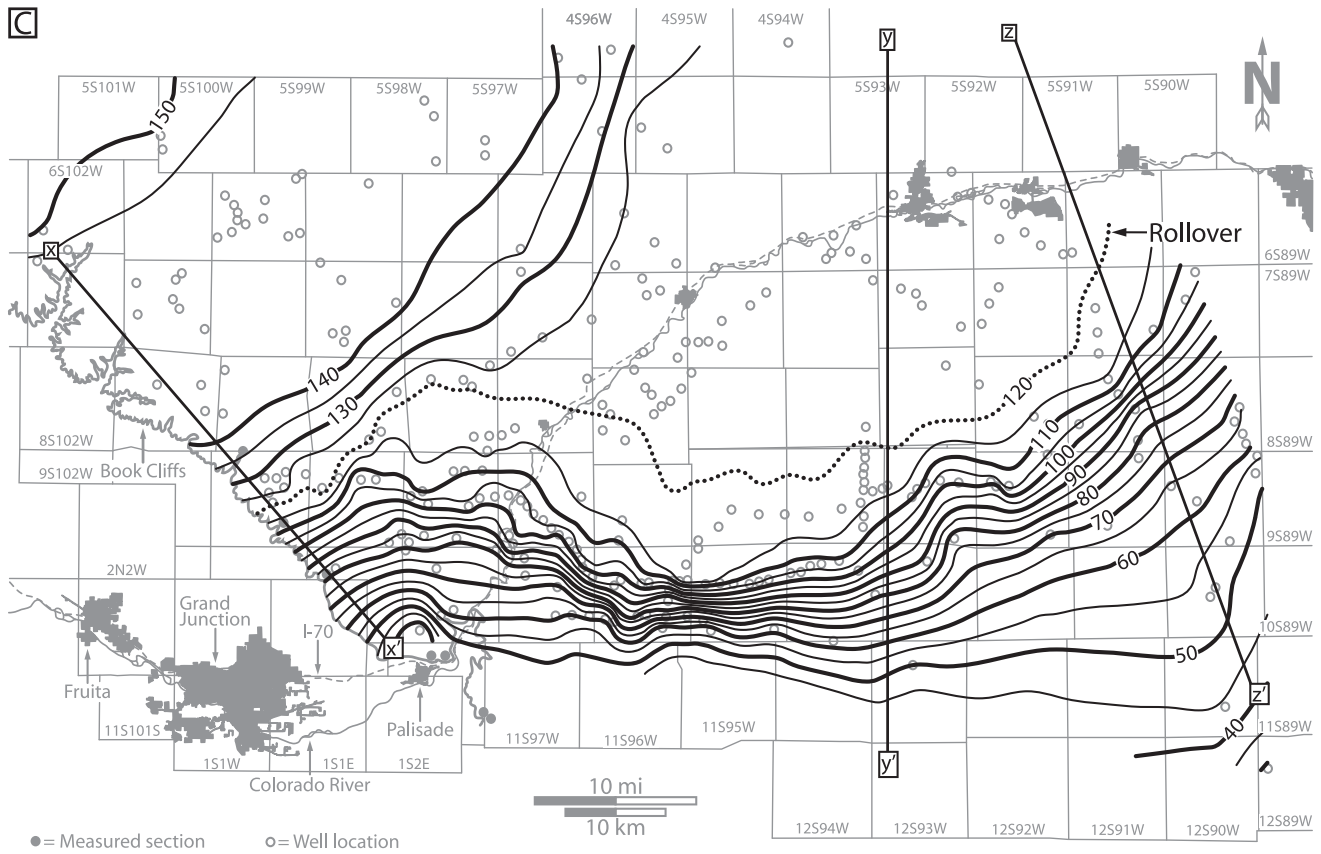 C
4S96W
4S95W
4S94W
y
z
N
5S101W
5S100W
5S99W
5S98W
5S97W
5S93W
5S92W
5S91W
5S90W
150
6S102W
x
Rollover
6S89W
7S89W
140
130
120
110
100
90
80
70
60
50
40
8S102W
9S102W
Book Cliffs
8S89W
9S89W
10S89W
2N2W
Grand
Junction
I-70
x'
Fruita
Palisade
z'
11S101S
11S97W
11S96W
11S95W
11S89W
1S1W
1S1E
1S2E
y'
Colorado River
10 mi
10 km
12S94W
12S93W
12S92W
12S91W
12S90W
12S89W
= Measured section
= Well location